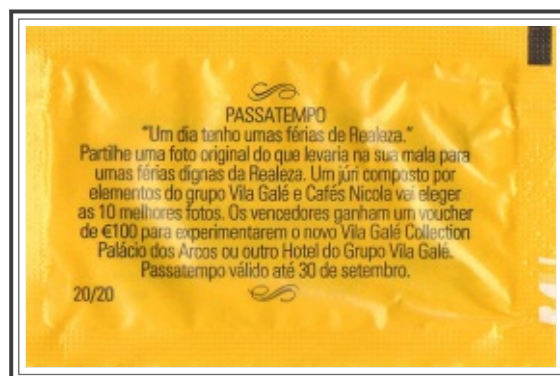 PASSATEMPO
"Um dia tenho umas férias de Realeza."
Partilhe uma foto original do que levaria na sua mala para
umas férias dignas da Realeza. Um júri composto por
elementos do grupo Vila Galé e Cafés Nicola vai eleger
as 10 melhores fotos. Os vencedores ganham um voucher
de €100 para experimentarem o novo Vila Galé Collection
Palácio dos Arcos ou outro Hotel do Grupo Vila Galé.
Passatempo válido até 30 de setembro.
20/20